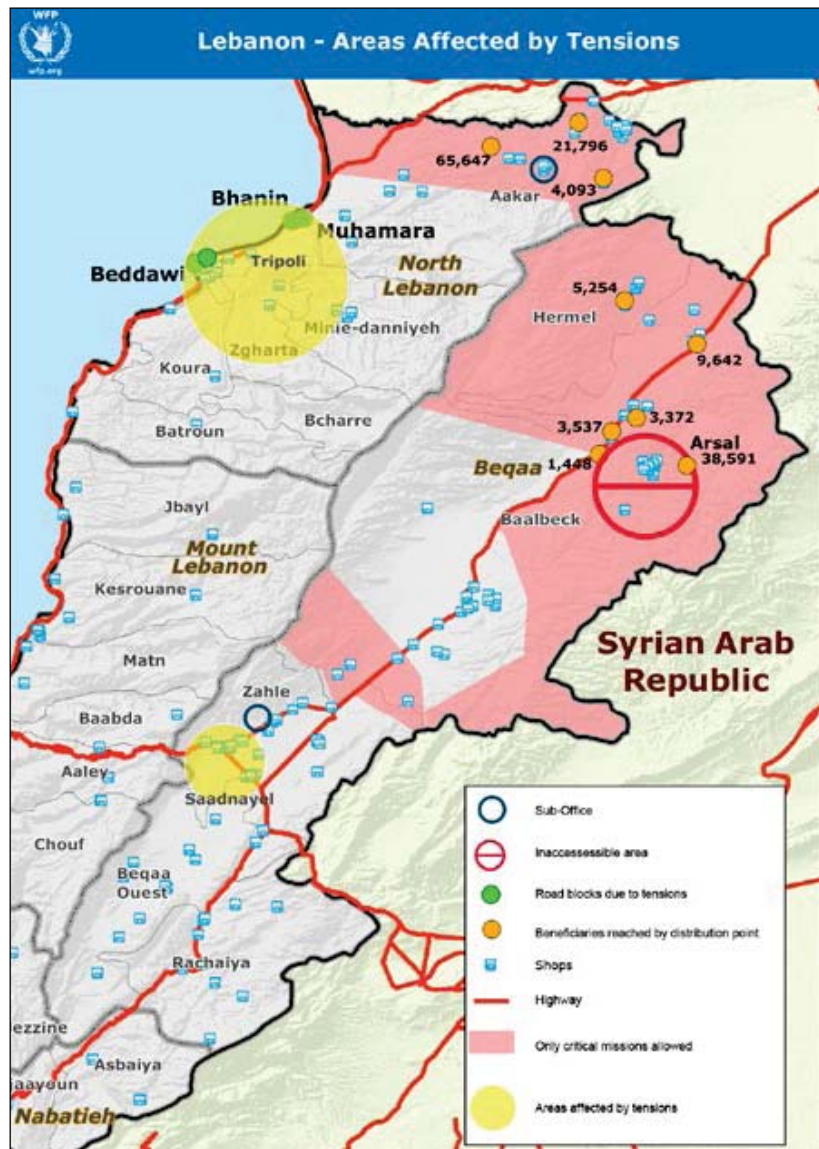 WFP
wfp.org
Lebanon - Areas Affected by Tensions
21,796
65,647
4,093
Aakar
Bhanin
Muhamara
Beddawi
Tripoli
North
Lebanon
5,254
Hermel
Minie-danniyeh
9,642
Zgharta
Koura
Bcharre
3,372
3,537
Batroun
Arsal
1,448
38,591
Beqaa
Jbayl
Baalbeck
Mount
Lebanon
Kesrouane
Syrian Arab
Republic
Matn
Zahle
Baabda
Aaley
Saadnayel
Chouf
Beqaa
Ouest
Rachaiya
ezzine
Asbaiya
jaayoun
Nabatieh
Sub-Office
Inaccessessible area
Road blocks due to tensions
Beneficiaries reached by distribution point
Shops
Highway
Only critical missions allowed
Areas affected by tensions